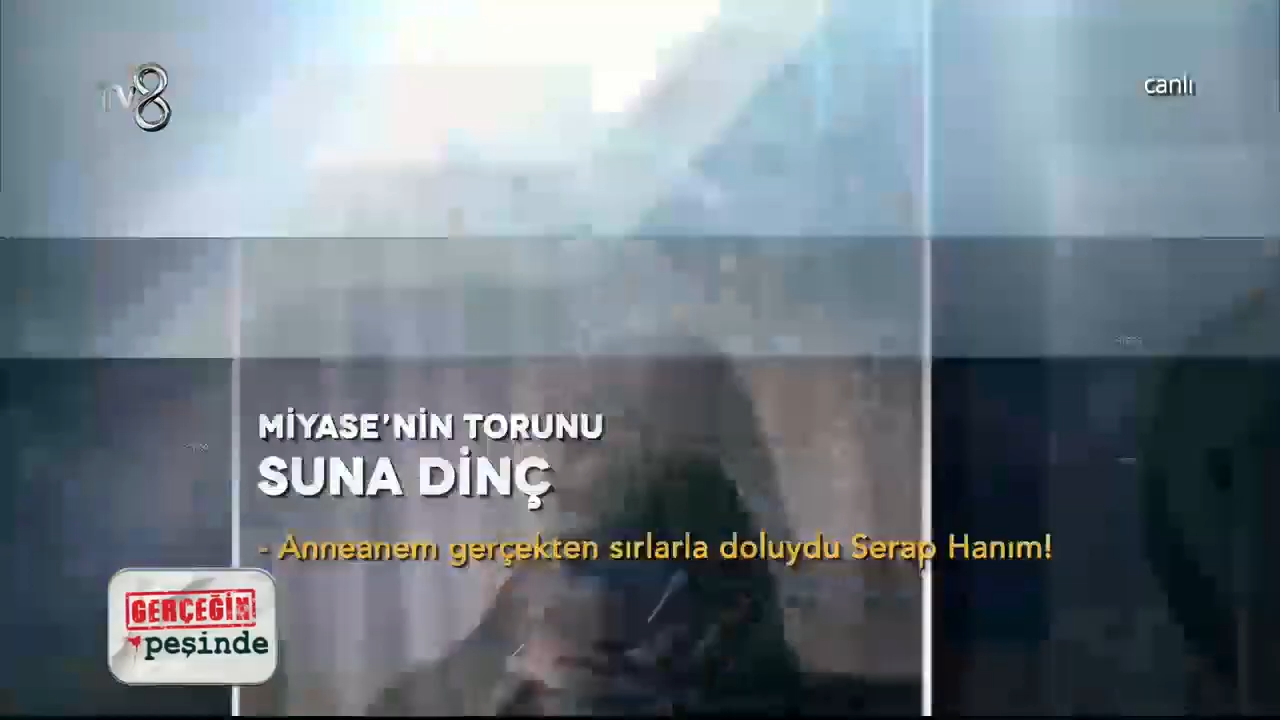 TV8
canlı
MİYASE'NİN TORUNU
SUNA DİNÇ
- Anneanem gerçekten sırlarla doluydu Serap Hanım!
GERÇEĞİN
peşinde